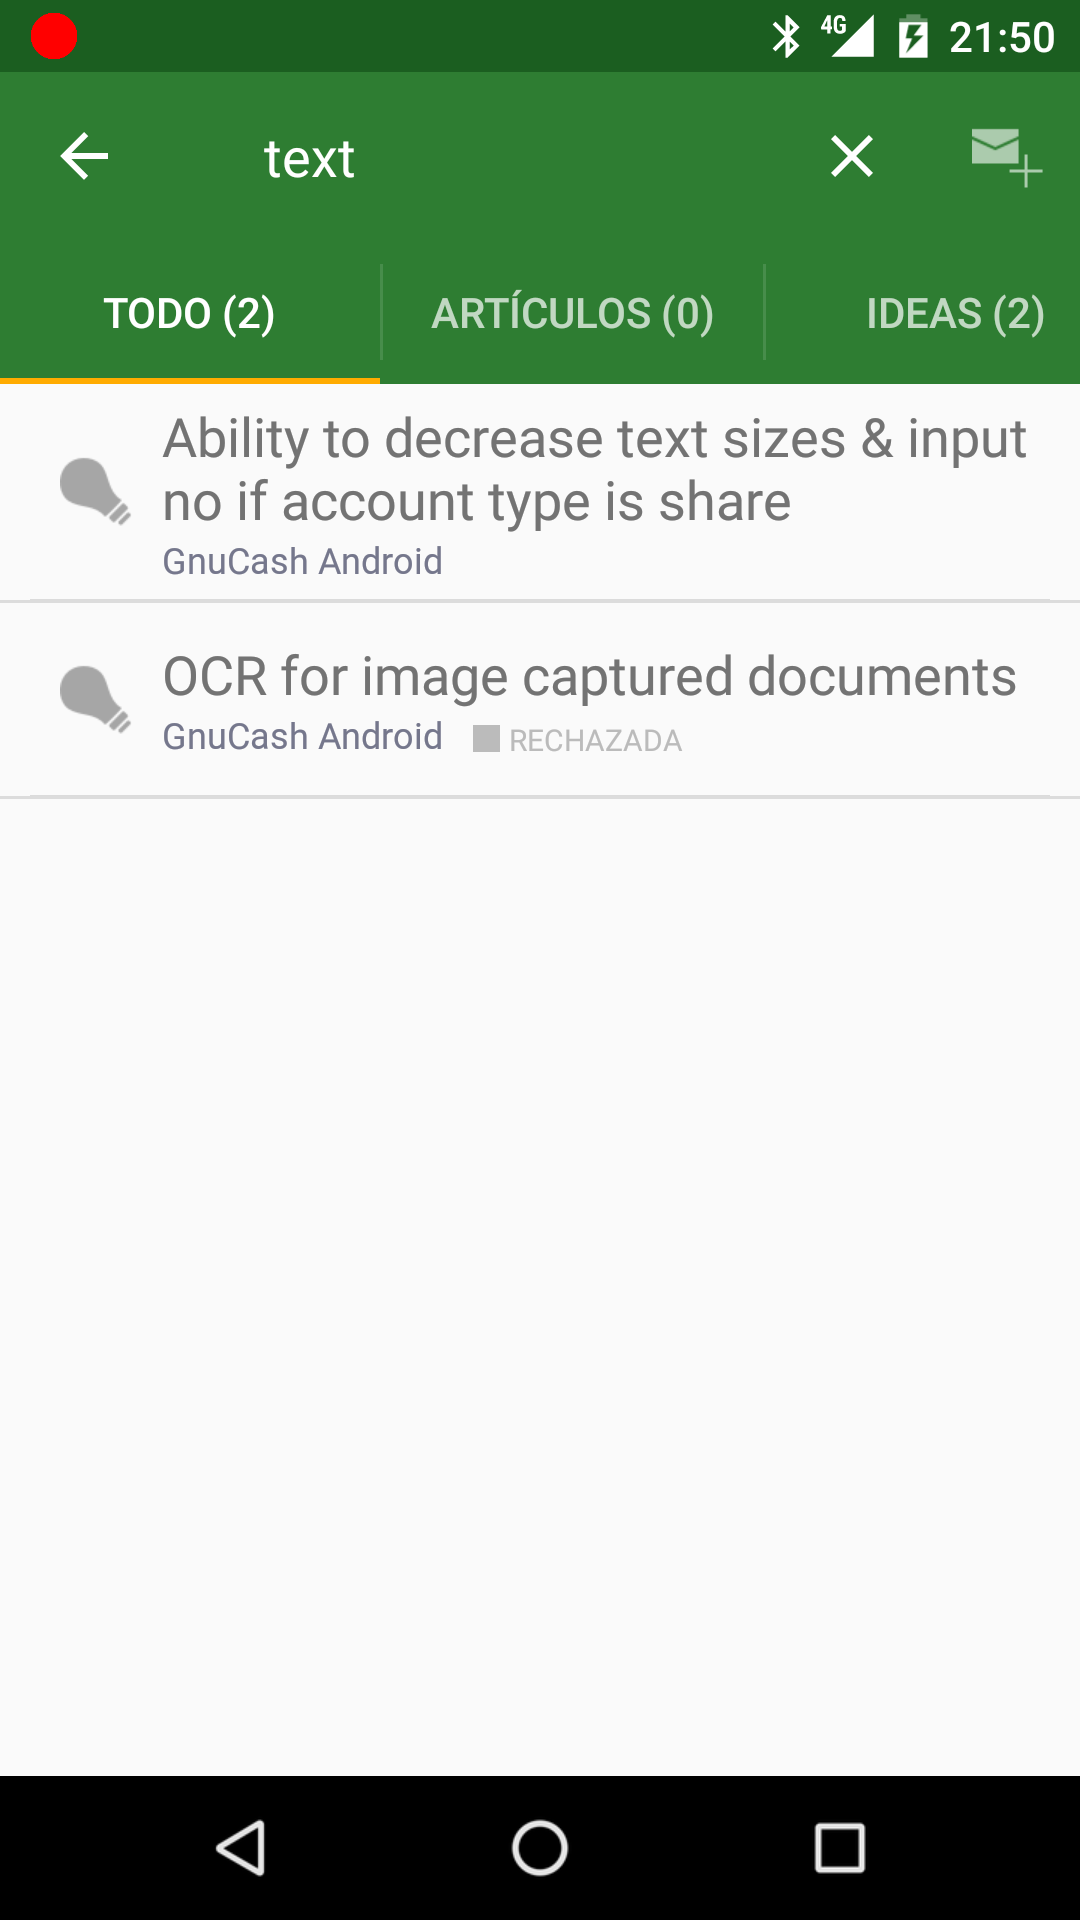 4G 21:50
text
TODO (2) ARTÍCULOS (0) IDEAS (2)
Ability to decrease text sizes & input
no if account type is share
GnuCash Android
OCR for image captured documents
GnuCash Android RECHAZADA